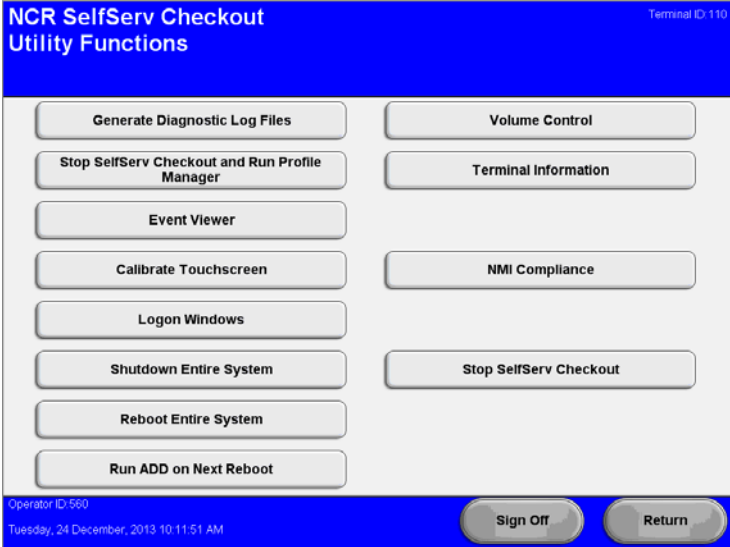 NCR SelfServ Checkout
Utility Functions
Terminal ID:110
Generate Diagnostic Log Files
Stop SelfServ Checkout and Run Profile
Manager
Event Viewer
Calibrate Touchscreen
Logon Windows
Shutdown Entire System
Reboot Entire System
Run ADD on Next Reboot
Volume Control
Terminal Information
NMI Compliance
Stop SelfServ Checkout
Operator ID:560
Tuesday, 24 December, 2013 10:11:51 AM
Sign Off
Return